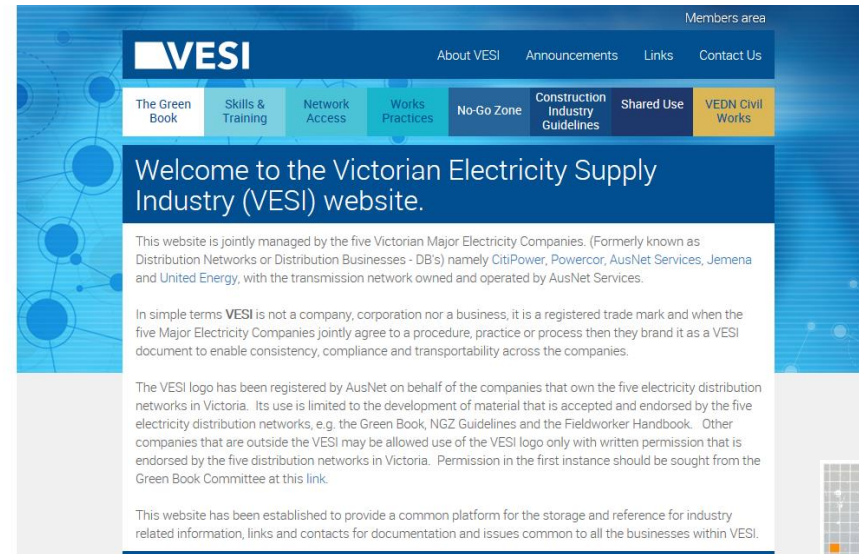 Members area
VESI
About VESI Announcements Links Contact Us
The Green Book
Skills & Training
Network Access
Works Practices
No-Go Zone
Construction Industry Guidelines
Shared Use
VEDN Civil Works
Welcome to the Victorian Electricity Supply
Industry (VESI) website.
This website is jointly managed by the five Victorian Major Electricity Companies. (Formerly known as
Distribution Networks or Distribution Businesses - DB's) namely CitiPower, Powercor, AusNet Services, Jemena
and United Energy, with the transmission network owned and operated by AusNet Services.
In simple terms VESI is not a company, corporation nor a business, it is a registered trade mark and when the
five Major Electricity Companies jointly agree to a procedure, practice or process then they brand it as a VESI
document to enable consistency, compliance and transportability across the companies.
The VESI logo has been registered by AusNet on behalf of the companies that own the five electricity distribution
networks in Victoria. Its use is limited to the development of material that is accepted and endorsed by the five
electricity distribution networks, e.g. the Green Book, NGZ Guidelines and the Fieldworker Handbook. Other
companies that are outside the VESI may be allowed use of the VESI logo only with written permission that is
endorsed by the five distribution networks in Victoria. Permission in the first instance should be sought from the
Green Book Committee at this link.
This website has been established to provide a common platform for the storage and reference for industry
related information, links and contacts for documentation and issues common to all the businesses within VESI.